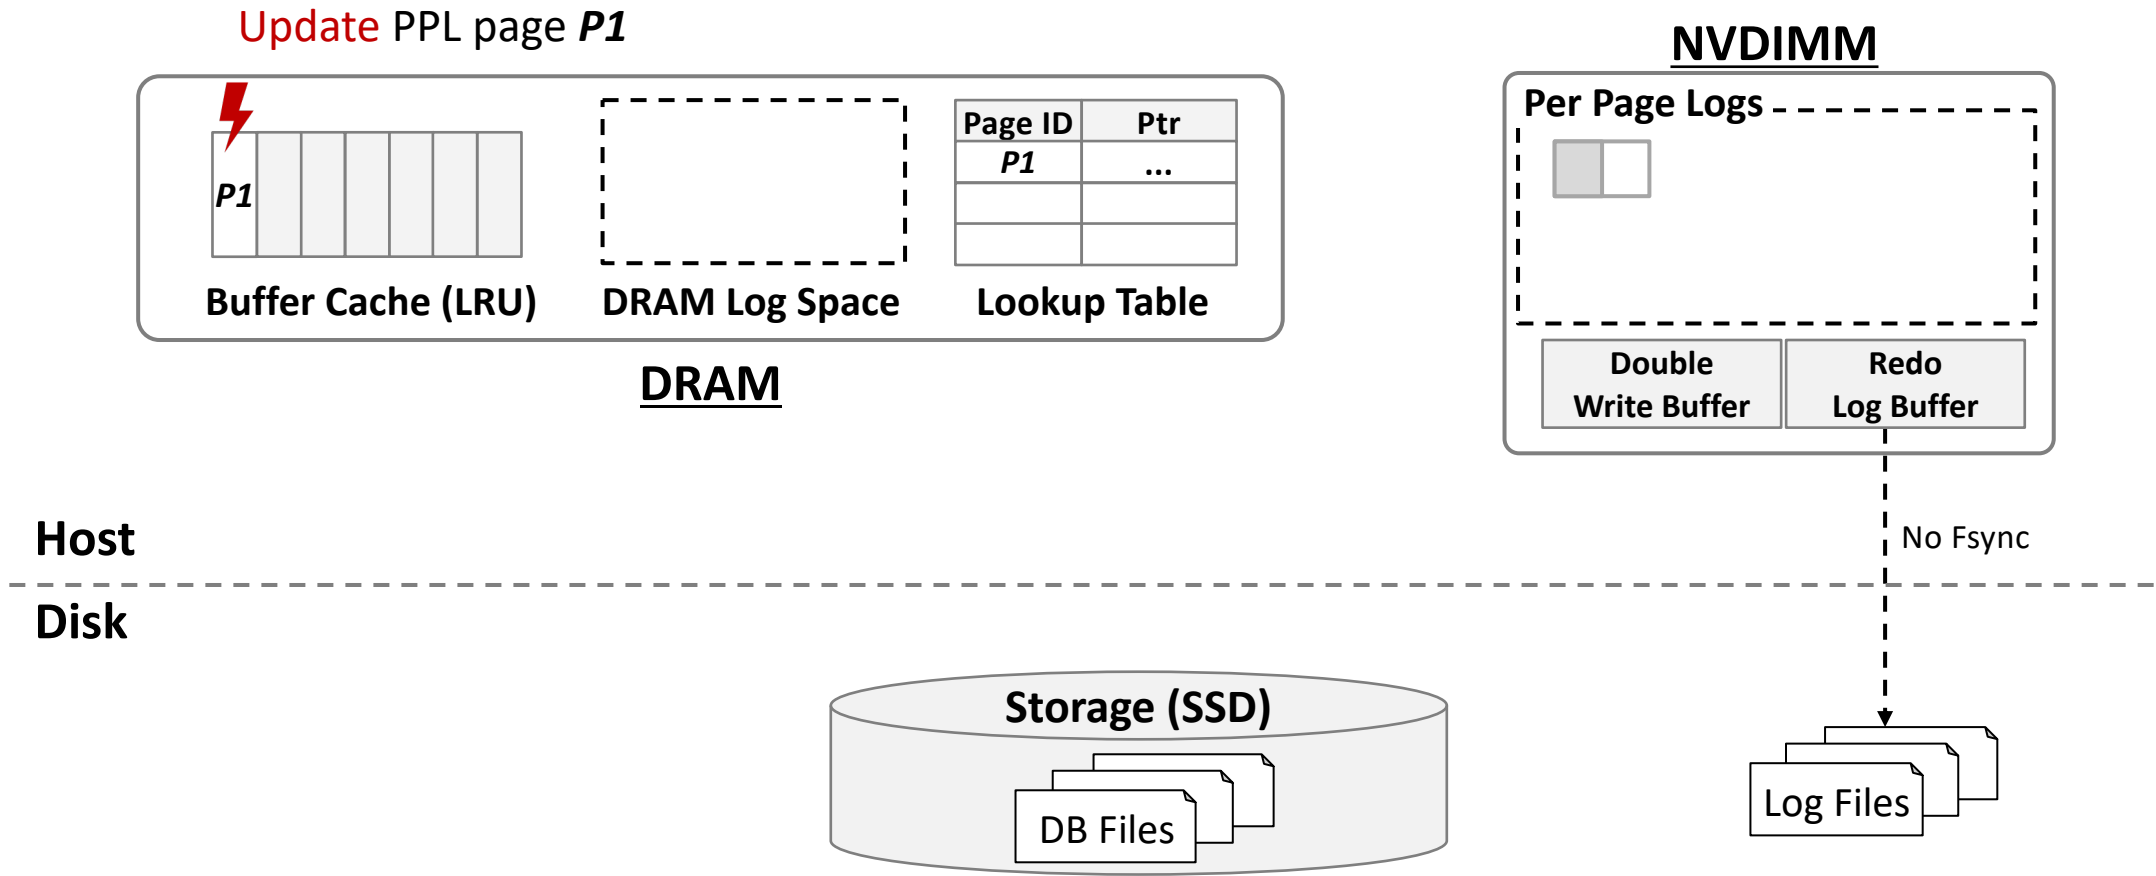 Update PPL page P1
P1
Buffer Cache (LRU)
DRAM Log Space
Page ID Ptr
P1 ...
Lookup Table
DRAM
NVDIMM
Per Page Logs
Double
Write Buffer
Redo
Log Buffer
Host
No Fsync
Disk
Storage (SSD)
DB Files
Log Files